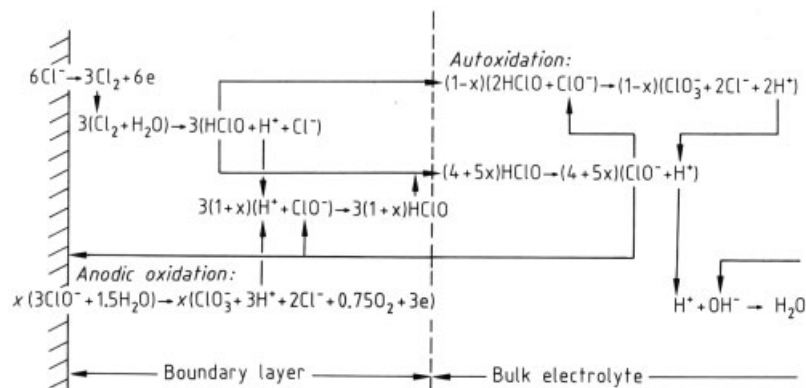 Autoxidation:
6Cl⁻→3Cl₂+6e
(1-x)(2HClO+ClO⁻)→(1-x)(ClO₃⁻+2Cl⁻+2H⁺)
3(Cl₂+H₂O)→3(HClO+H⁺+Cl⁻)
(4+5x)HClO→(4+5x)(ClO⁻+H⁺)
3(1+x)(H⁺+ClO⁻)→3(1+x)HClO
Anodic oxidation:
x(3ClO⁻+1.5H₂O)→x(ClO₃⁻+3H⁺+2Cl⁻+0.75O₂+3e)
H⁺+OH⁻→ H₂O
Boundary layer
Bulk electrolyte